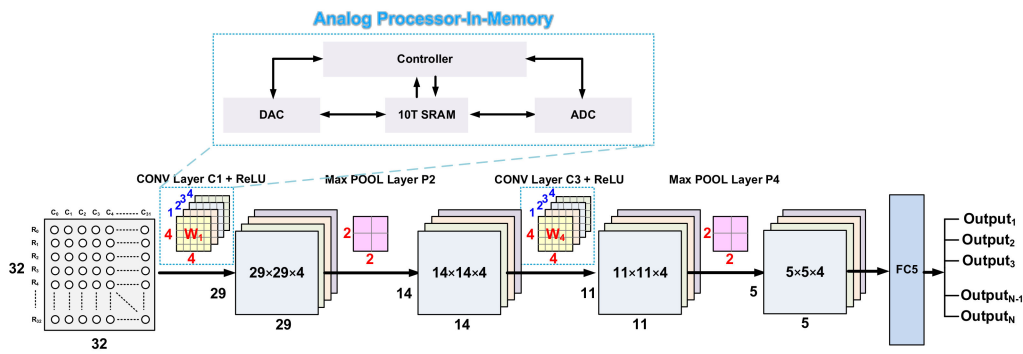 Analog Processor-In-Memory
Controller
DAC
10T SRAM
ADC
CONV Layer C1 + ReLU
Max POOL Layer P2
CONV Layer C3 + ReLU
Max POOL Layer P4
C0 C1 C2 C3 C4 C31
R0
R1
R2
R3
R4
R32
32
32
1 2 3 4
4
W1
4
29×29×4
29
29
2
2
14×14×4
14
14
1 2 3 4
4
W4
4
11×11×4
11
11
2
2
5×5×4
5
5
FC5
Output1
Output2
Output3
OutputN-1
OutputN